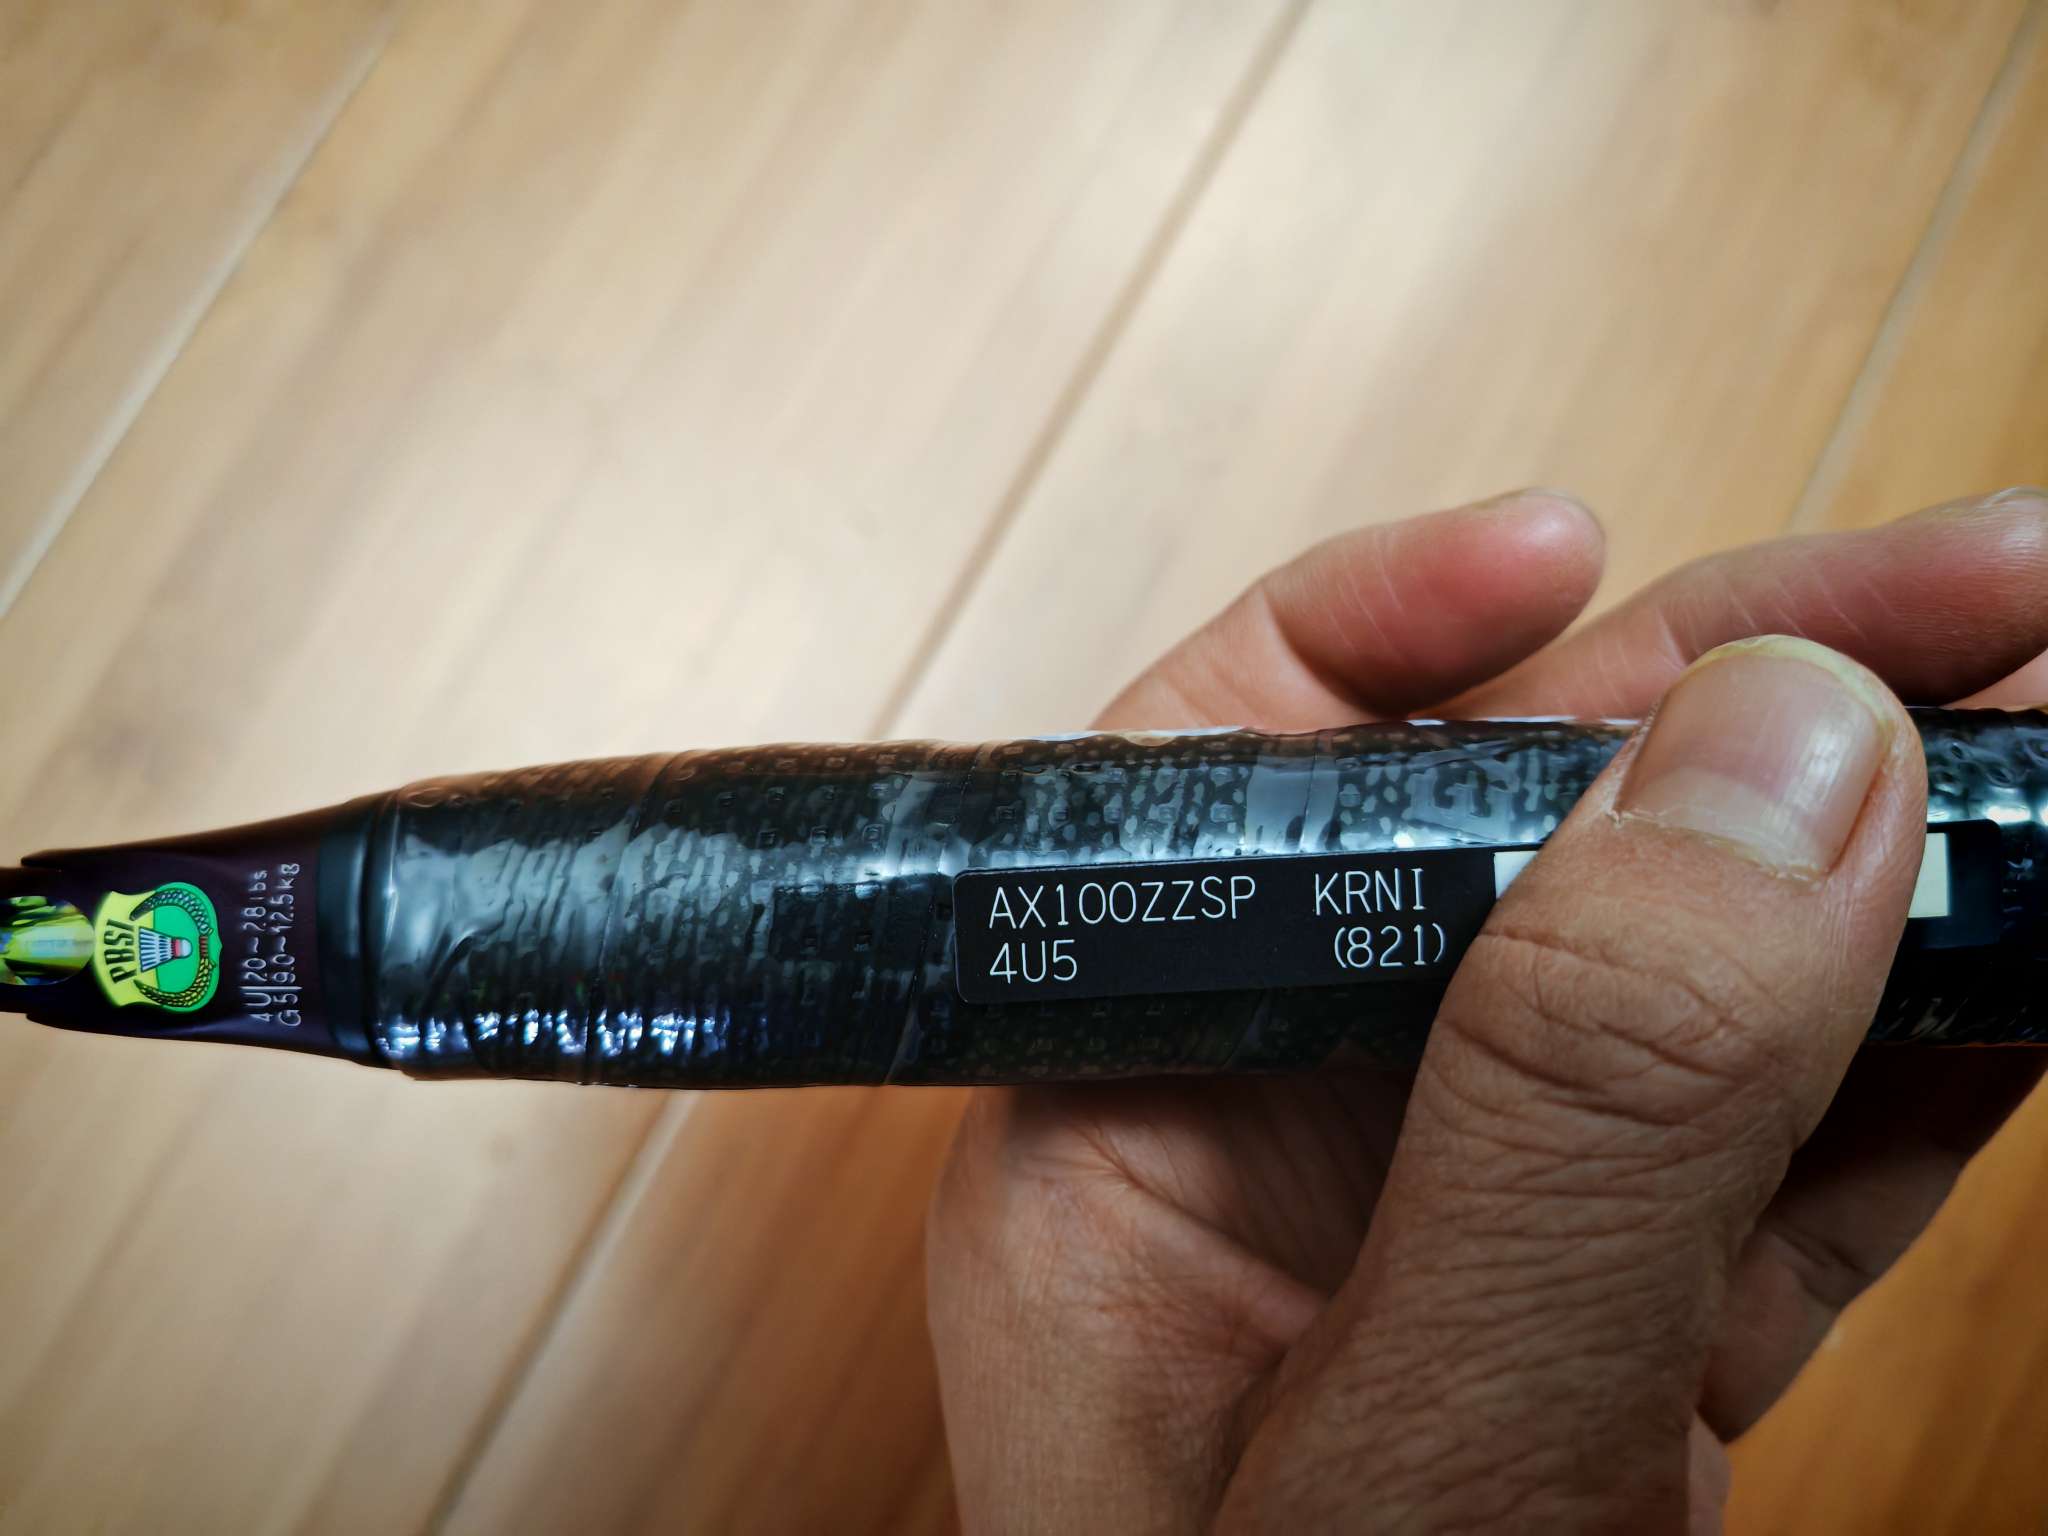 PBSI
4U 20~28lbs
G5 9.0~12.5kg
AX100ZZSP KRNI
4U5 (821)